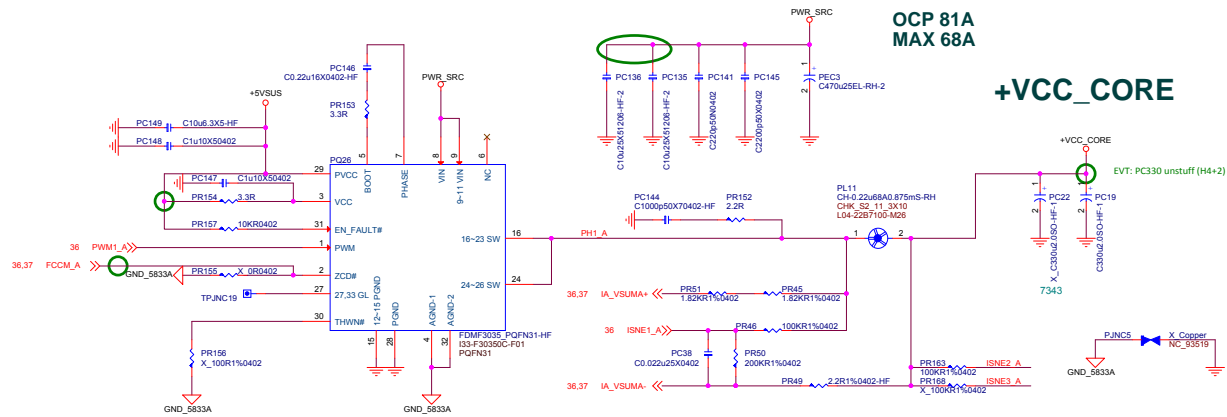 OCP 81A
MAX 68A
+VCC_CORE
PWR_SRC
PC136
C10u25X51206-HF-2
PC135
C10u25X51206-HF-2
PC141
C220p50N0402
PC145
C2200p50X0402
PEC3
C470u25EL-RH-2
1
2
PC146
C0.22u16X0402-HF
PR153
3.3R
PWR_SRC
+5VSUS
PC149
C10u6.3X5-HF
PC148
C1u10X50402
PC147
C1u10X50402
PR154
3.3R
PR157
10KR0402
36
PWM1_A
36,37
FCCM_A
GND_5833A
PR155
X_0R0402
TPJNC19
PR156
X_100R1%0402
GND_5833A
PQ26
5
7
8
9
6
BOOT
PHASE
VIN
9-11 VIN
NC
29
PVCC
3
VCC
31
EN_FAULT#
1
PWM
2
ZCD#
27
27,33 GL
30
THWN#
16~23 SW
16
24~26 SW
24
12~15 PGND
PGND
AGND-1
AGND-2
15
28
4
32
FDMF3035_PQFN31-HF
I33-F30350C-F01
PQFN31
GND_5833A
PC144
C1000p50X70402-HF
PR152
2.2R
PH1_A
PL11
CH-0.22u68A0.875mS-RH
CHK_S2_11_3X10
L04-22B7100-M26
1
2
36,37
IA_VSUMA+
PR51
1.82KR1%0402
PR45
1.82KR1%0402
36
ISNE1_A
PR46
100KR1%0402
PC38
C0.022u25X0402
PR50
200KR1%0402
36,37
IA_VSUMA-
PR49
2.2R1%0402-HF
PR163
100KR1%0402
ISNE2_A
PR168
X_100KR1%0402
ISNE3_A
+VCC_CORE
EVT: PC330 unstuff (H4+2)
1
2
PC22
X_C330u2.0SO-HF-1
7343
1
2
PC19
C330u2.0SO-HF-1
PJNC5
X_Copper
NC_93519
GND_5833A